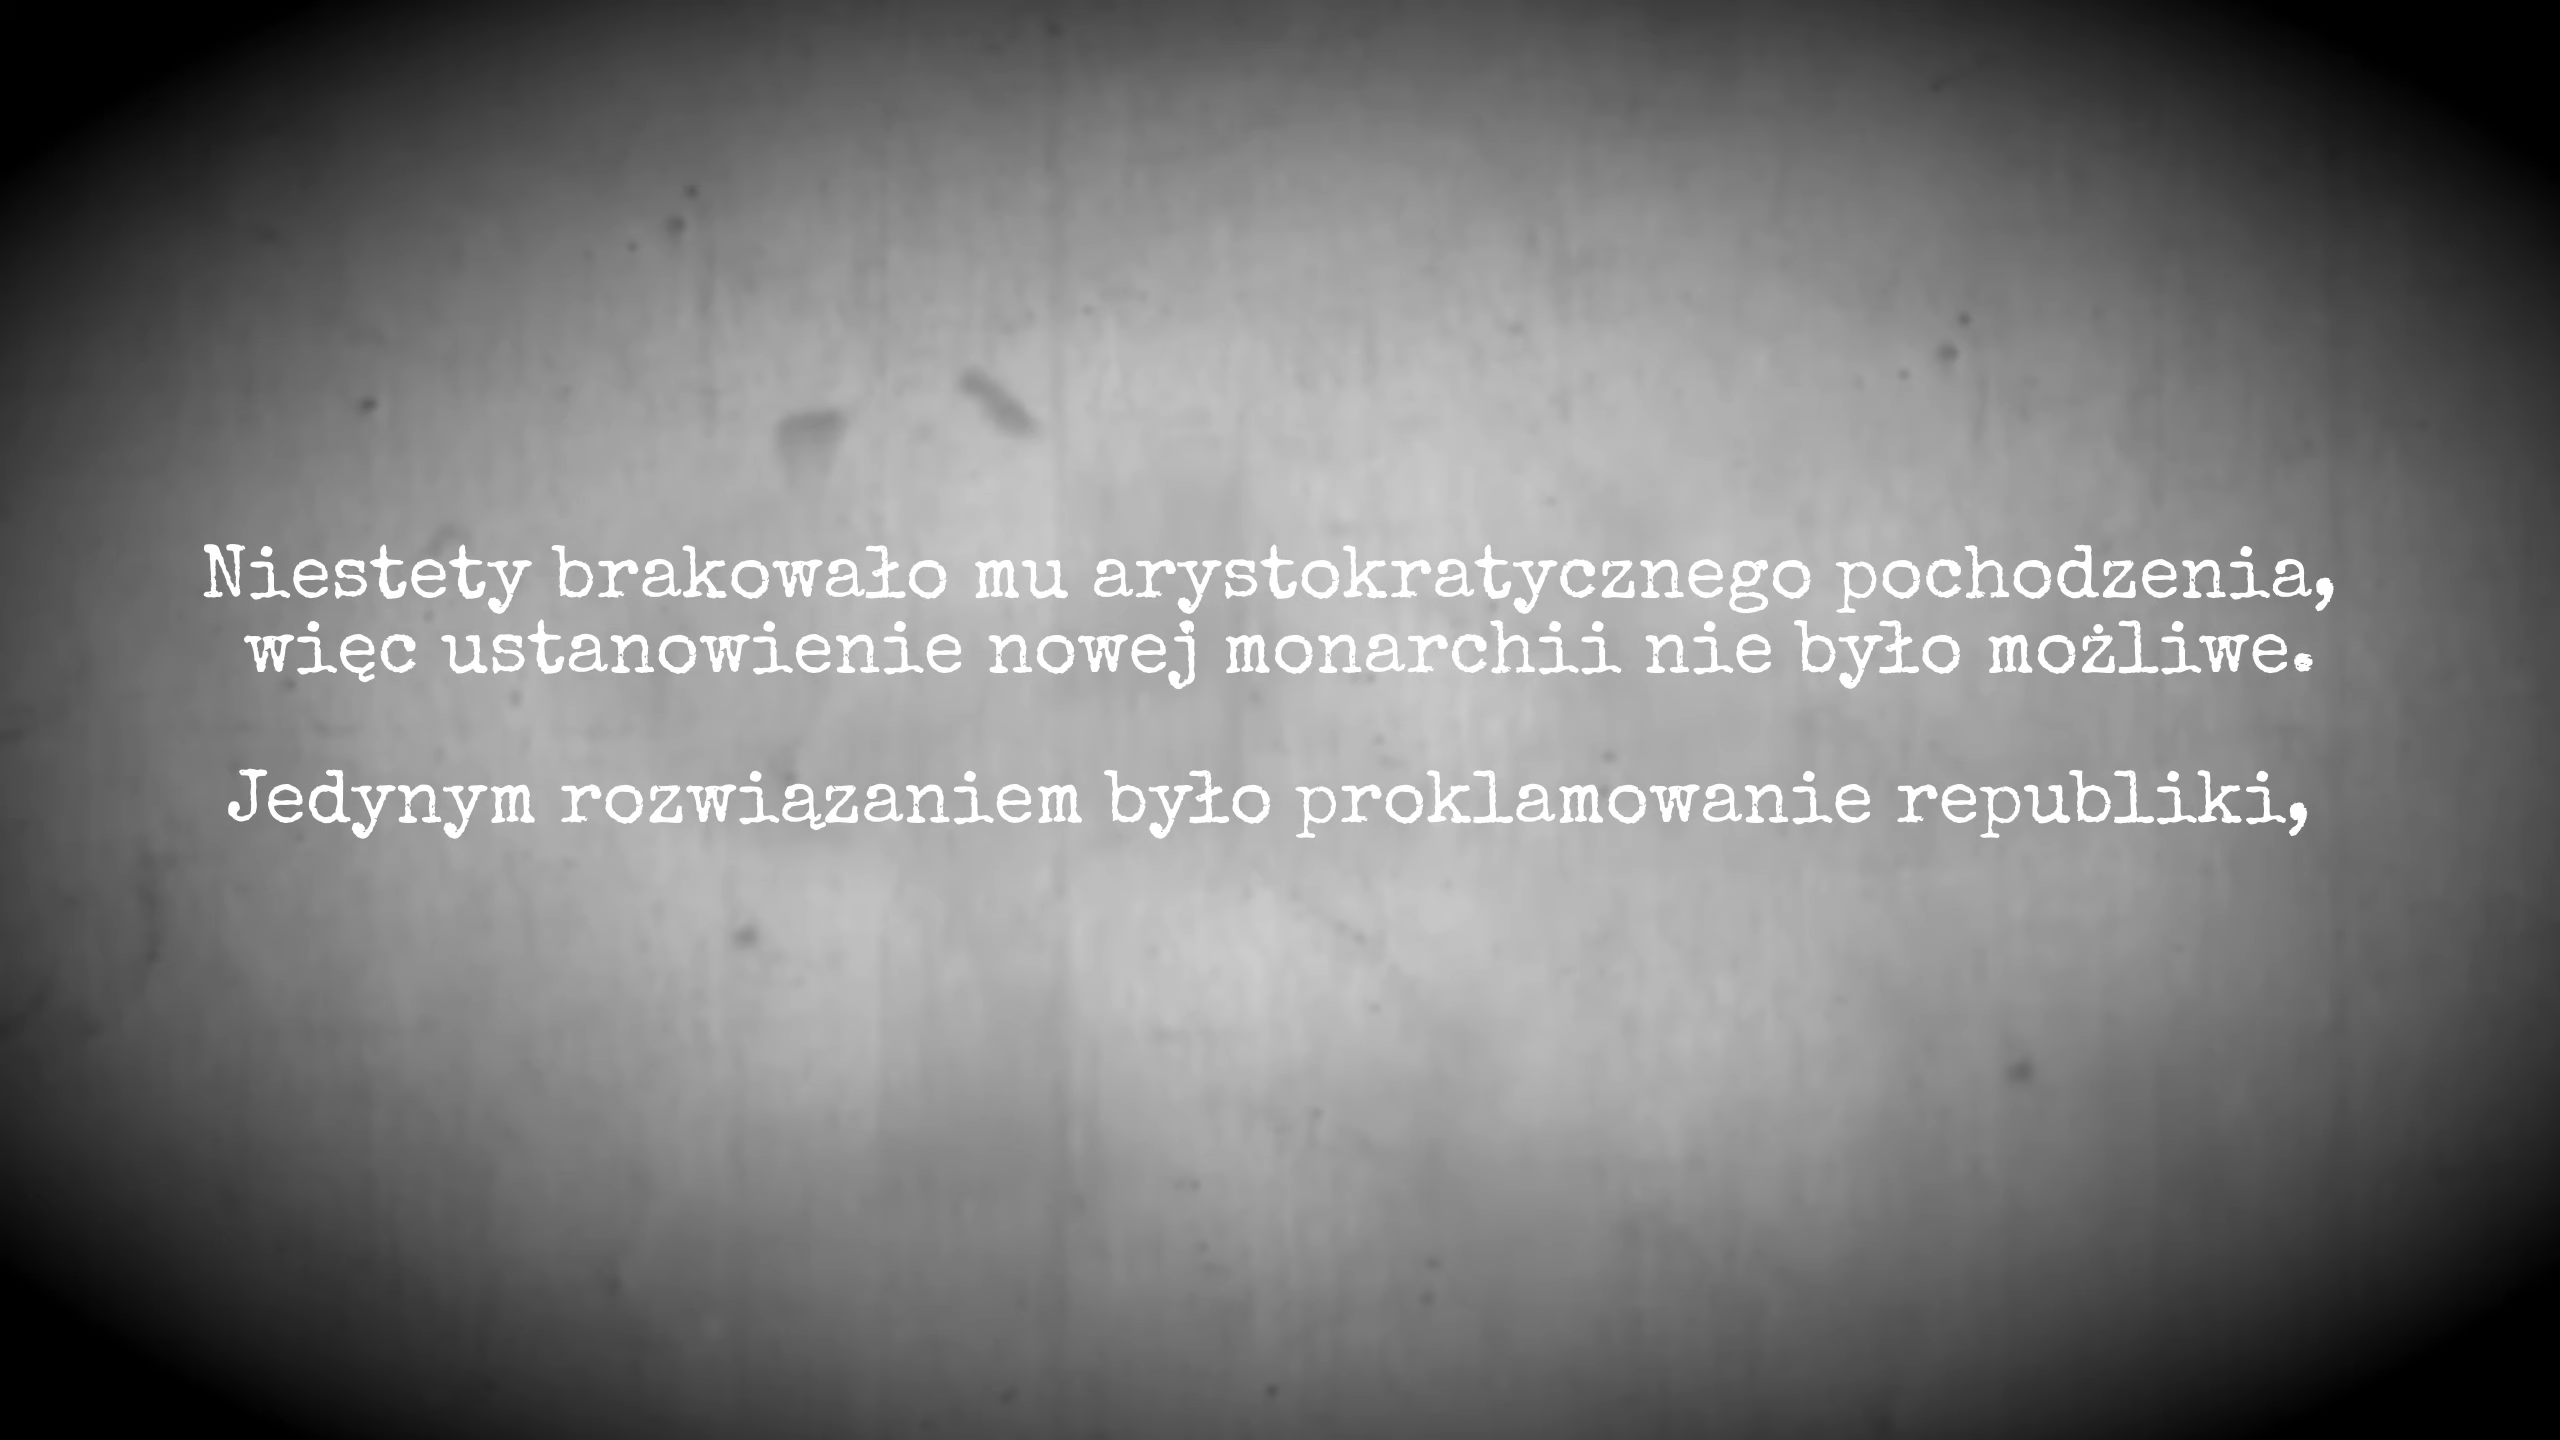 Niestety brakowało mu arystokratycznego pochodzenia,
więc ustanowienie nowej monarchii nie było możliwe.
Jedynym rozwiązaniem było proklamowanie republiki,